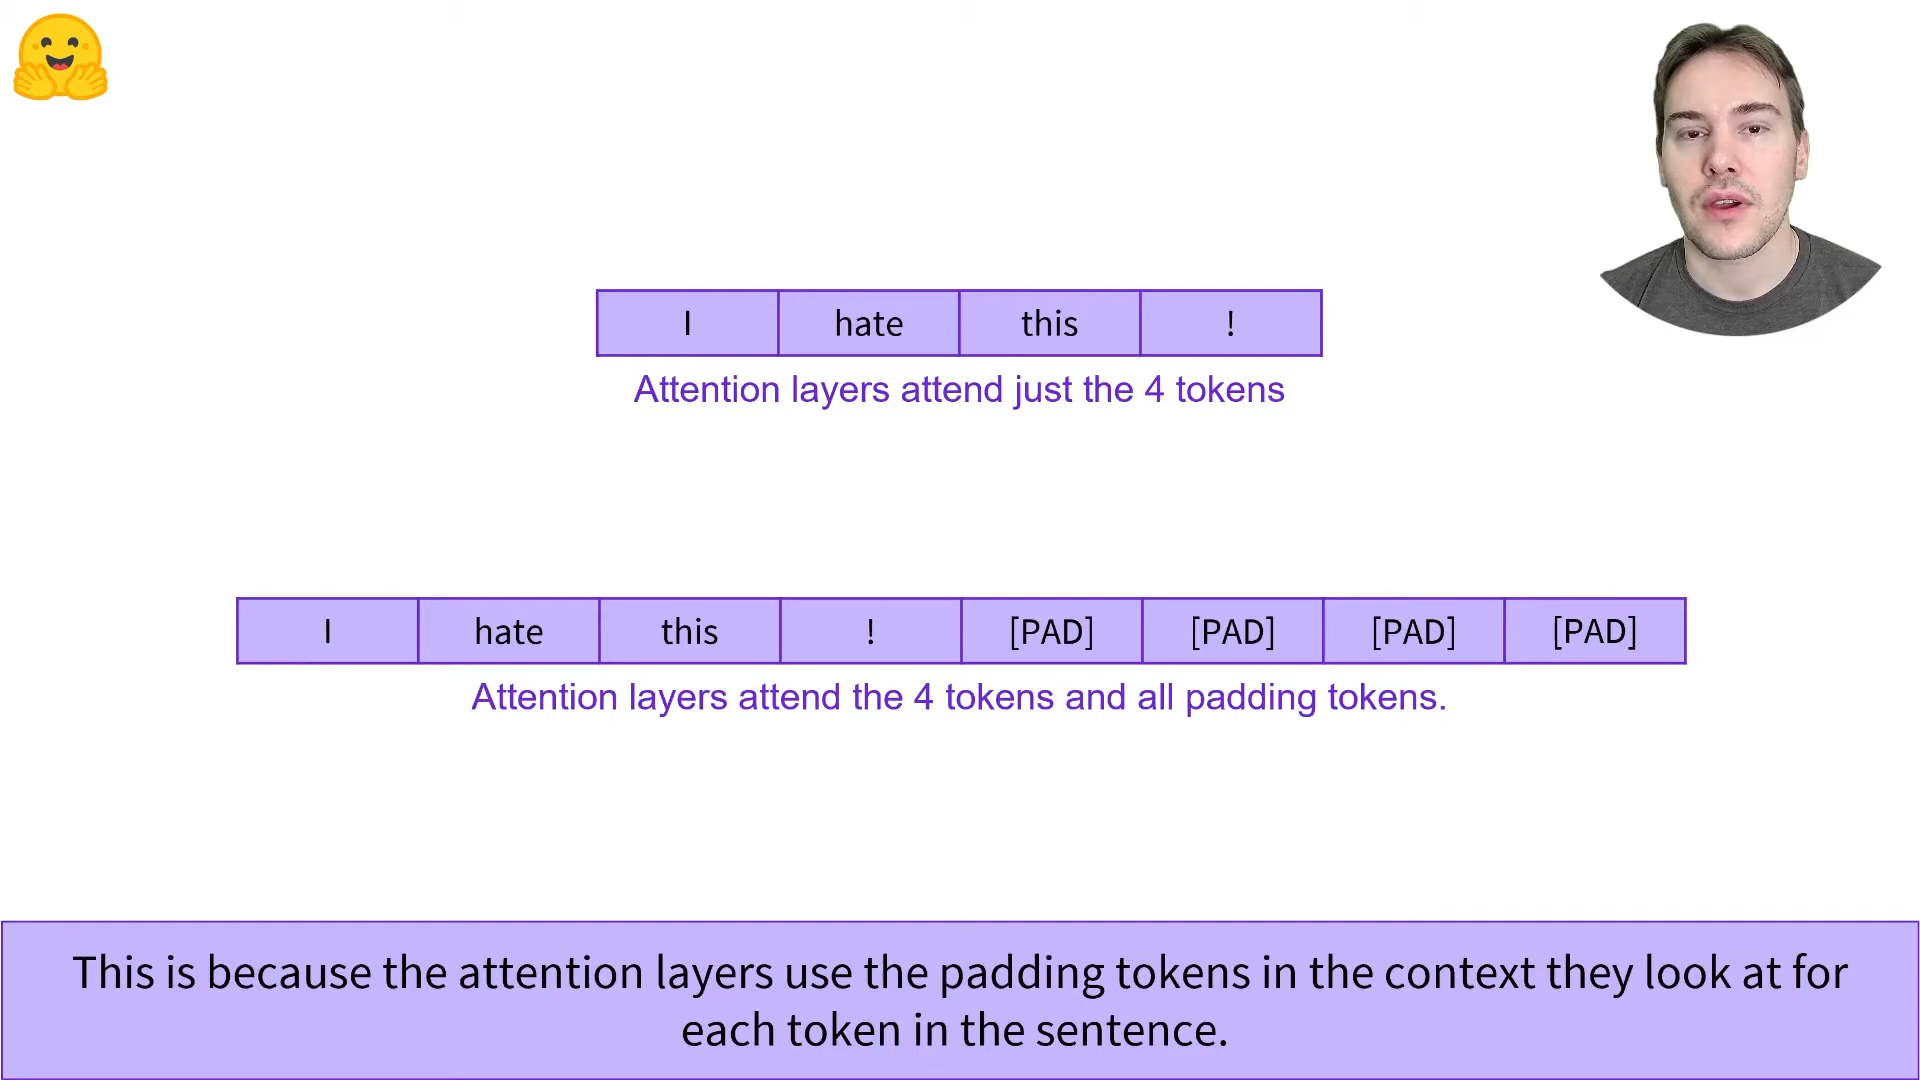 I hate this !
Attention layers attend just the 4 tokens
I hate this ! [PAD] [PAD] [PAD] [PAD]
Attention layers attend the 4 tokens and all padding tokens.
This is because the attention layers use the padding tokens in the context they look at for
each token in the sentence.